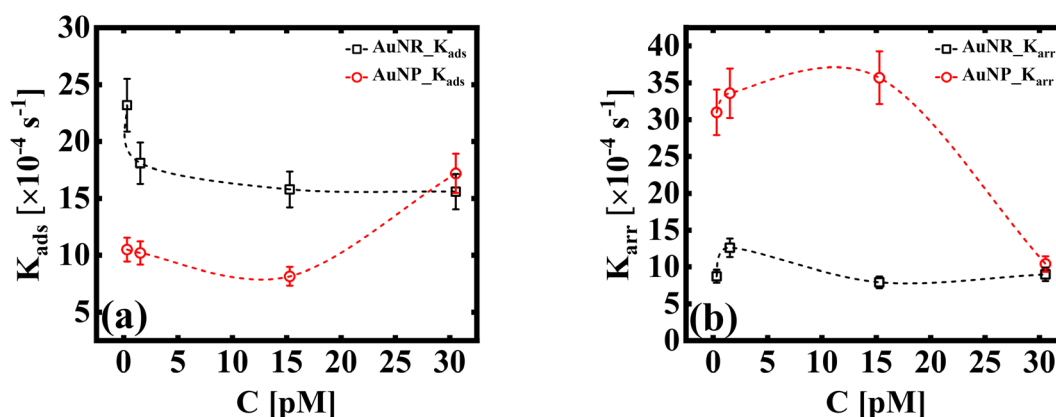 AuNR_Kads
AuNP_Kads
30
25
20
15
10
5
Kads [×10⁻⁴ s⁻¹]
(a)
0 5 10 15 20 25 30
C [pM]
AuNR_Karr
AuNP_Karr
40
35
30
25
20
15
10
5
0
Karr [×10⁻⁴ s⁻¹]
(b)
0 5 10 15 20 25 30
C [pM]